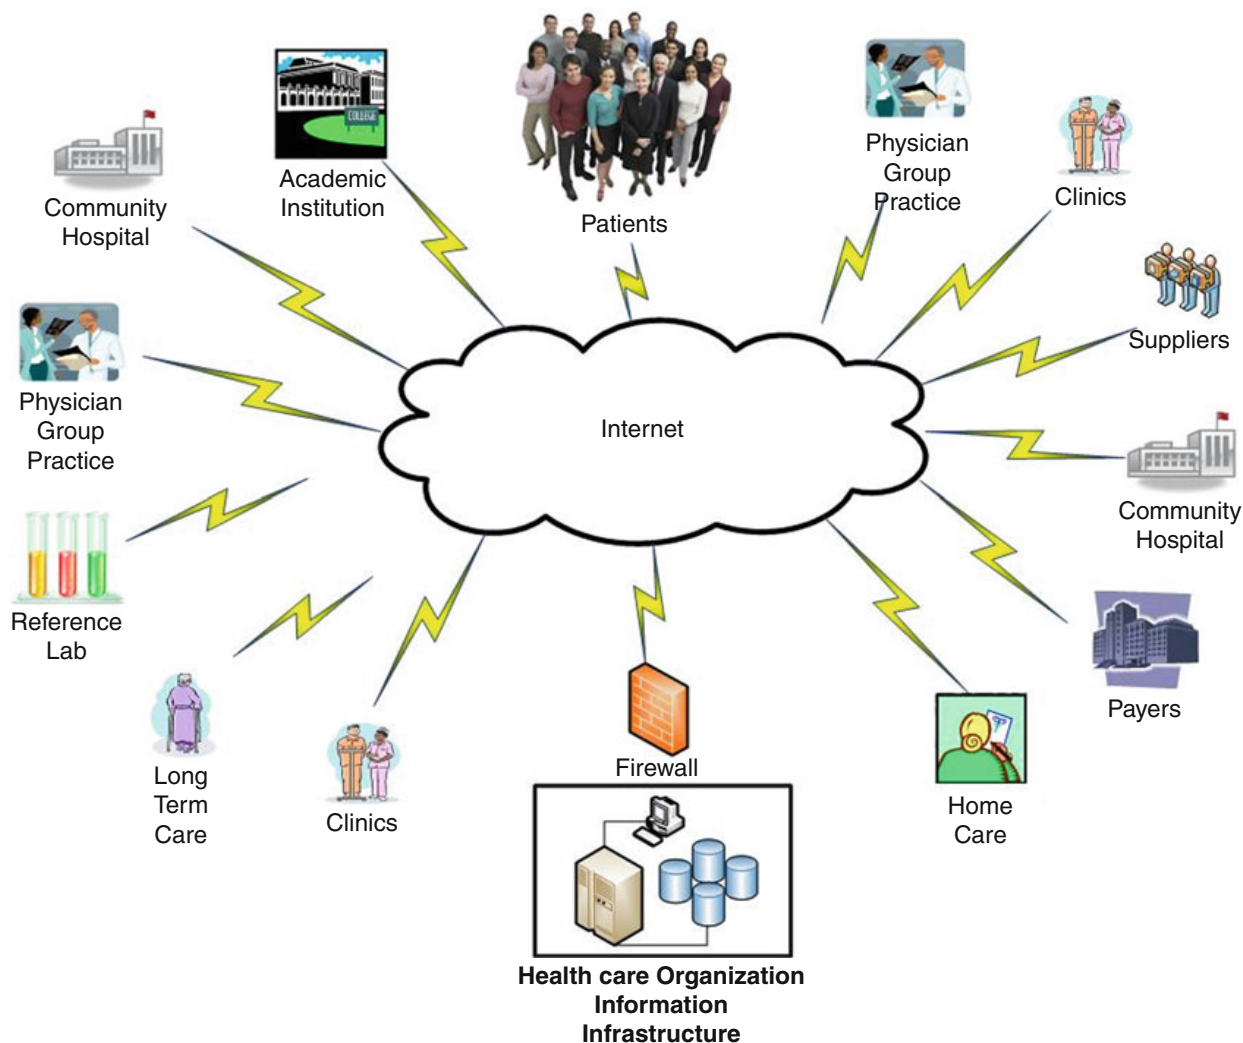 COLLEGE
Academic
Institution
Patients
Physician
Group
Practice
Clinics
Community
Hospital
Suppliers
Physician
Group
Practice
Internet
Community
Hospital
Reference
Lab
Payers
Long
Term
Care
Clinics
Firewall
Home
Care
Health care Organization
Information
Infrastructure